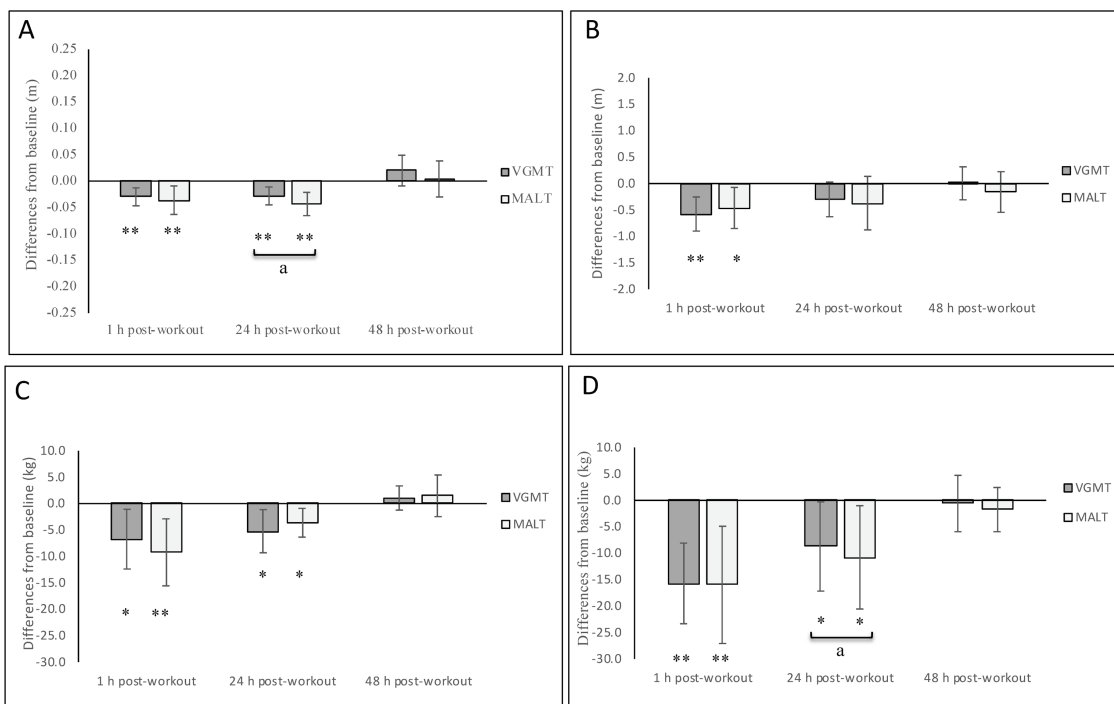 A
Differences from baseline (m)
0.25
0.20
0.15
0.10
0.05
0.00
-0.05
-0.10
-0.15
-0.20
-0.25
** ** ** **
a
1 h post-workout 24 h post-workout 48 h post-workout
VGMT
MALT
B
Differences from baseline (m)
2.0
1.5
1.0
0.5
0.0
-0.5
-1.0
-1.5
-2.0
** *
1 h post-workout 24 h post-workout 48 h post-workout
VGMT
MALT
C
Differences from baseline (kg)
10.0
5.0
0.0
-5.0
-10.0
-15.0
-20.0
-25.0
-30.0
* *
* **
1 h post-workout 24 h post-workout 48 h post-workout
VGMT
MALT
D
Differences from baseline (kg)
10.0
5.0
0.0
-5.0
-10.0
-15.0
-20.0
-25.0
-30.0
* *
a
** **
1 h post-workout 24 h post-workout 48 h post-workout
VGMT
MALT